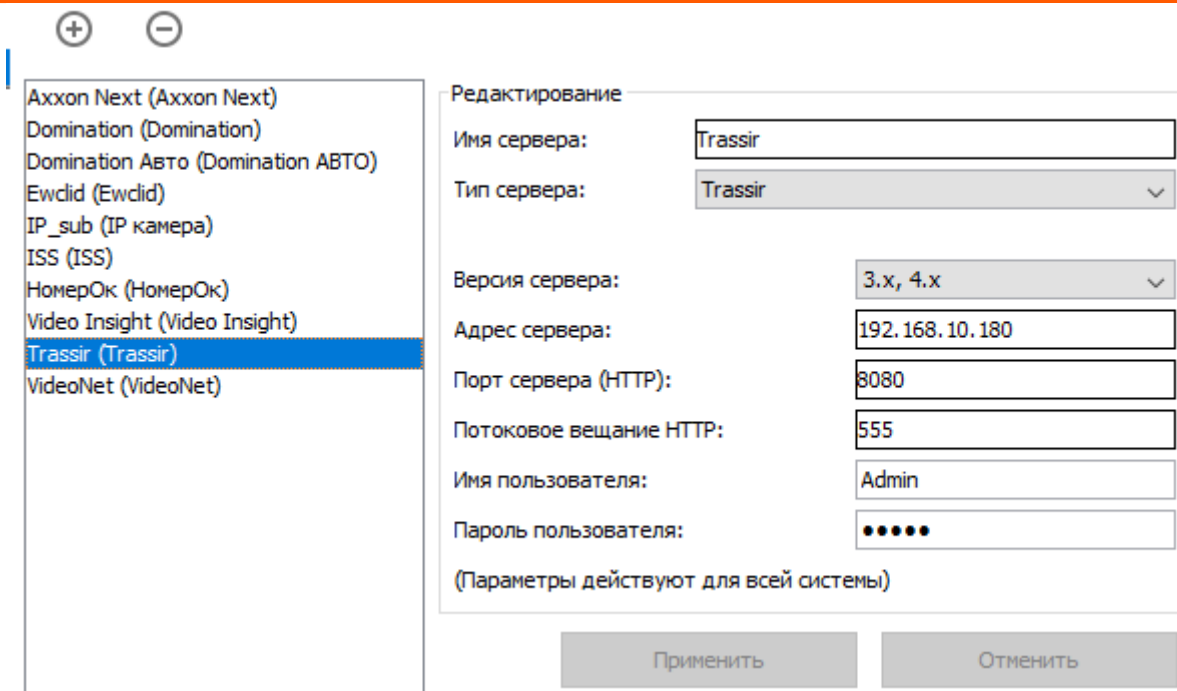 Axxon Next (Axxon Next)
Domination (Domination)
Domination Авто (Domination АВТО)
Ewclid (Ewclid)
IP_sub (IP камера)
ISS (ISS)
НомерОк (НомерОк)
Video Insight (Video Insight)
Trassir (Trassir)
VideoNet (VideoNet)
Редактирование
Имя сервера: Trassir
Тип сервера: Trassir
Версия сервера: 3.x, 4.x
Адрес сервера: 192.168.10.180
Порт сервера (HTTP): 8080
Потоковое вещание HTTP: 555
Имя пользователя: Admin
Пароль пользователя: •••••
(Параметры действуют для всей системы)
Применить Отменить